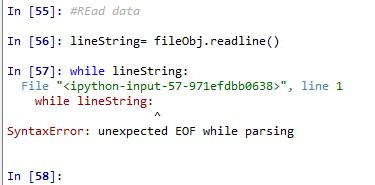 In [55]: #REad data
In [56]: lineString= fileObj.readline()
In [57]: while lineString:
File "<ipython-input-57-971efdbb0638>", line 1
while lineString:
^
SyntaxError: unexpected EOF while parsing
In [58]: